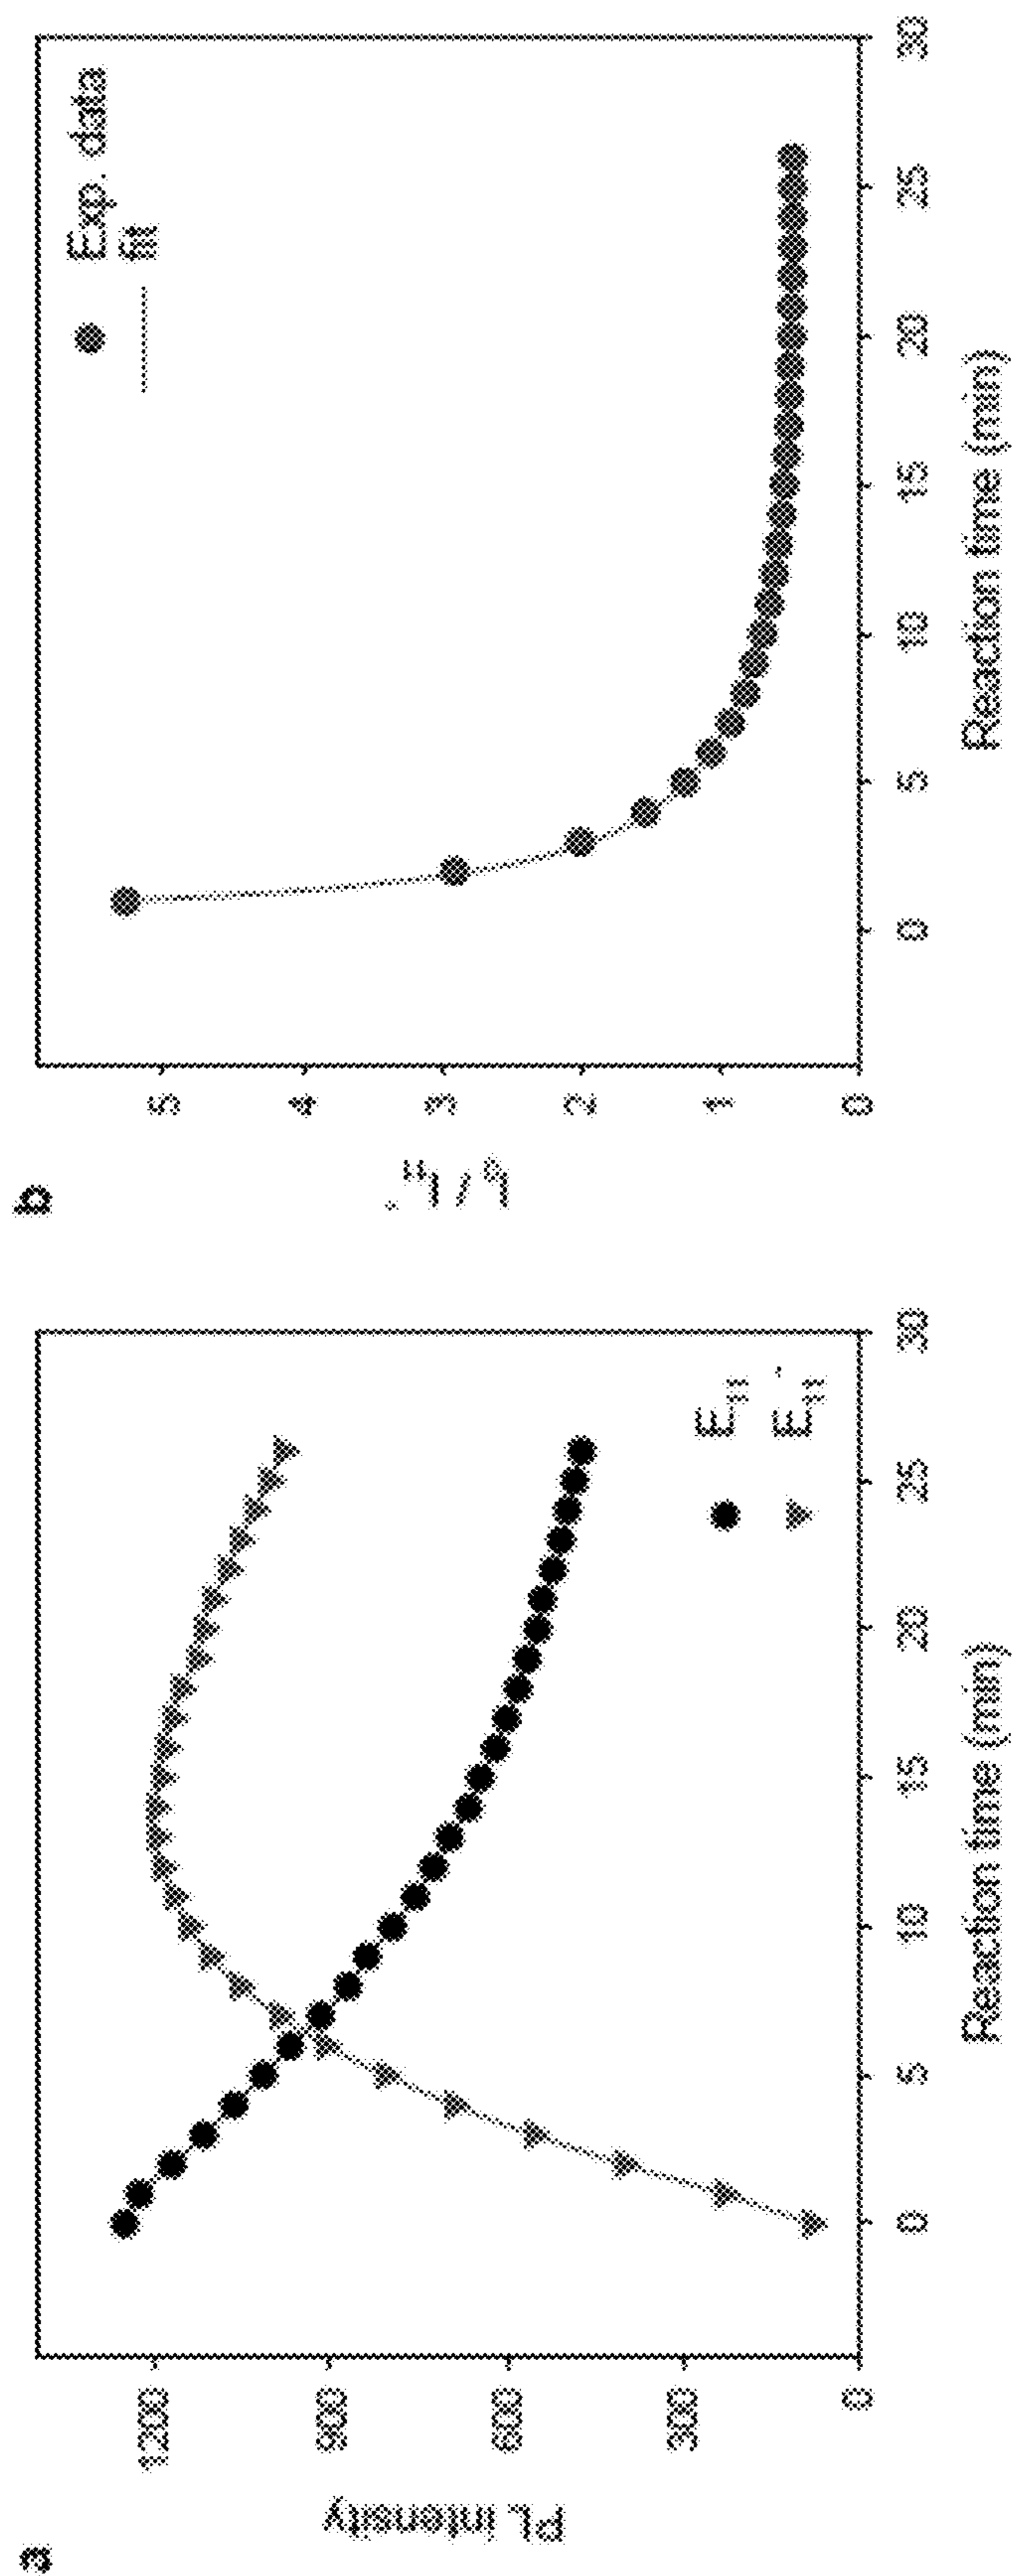 a
PL intensity
1200
900
600
300
0
0 5 10 15 20 25 30
Reaction time (min)
E₁₁
E₁₁⁻
b
5
4
3
2
1
0
0 5 10 15 20 25 30
Reaction time (min)
Exp. data
fit